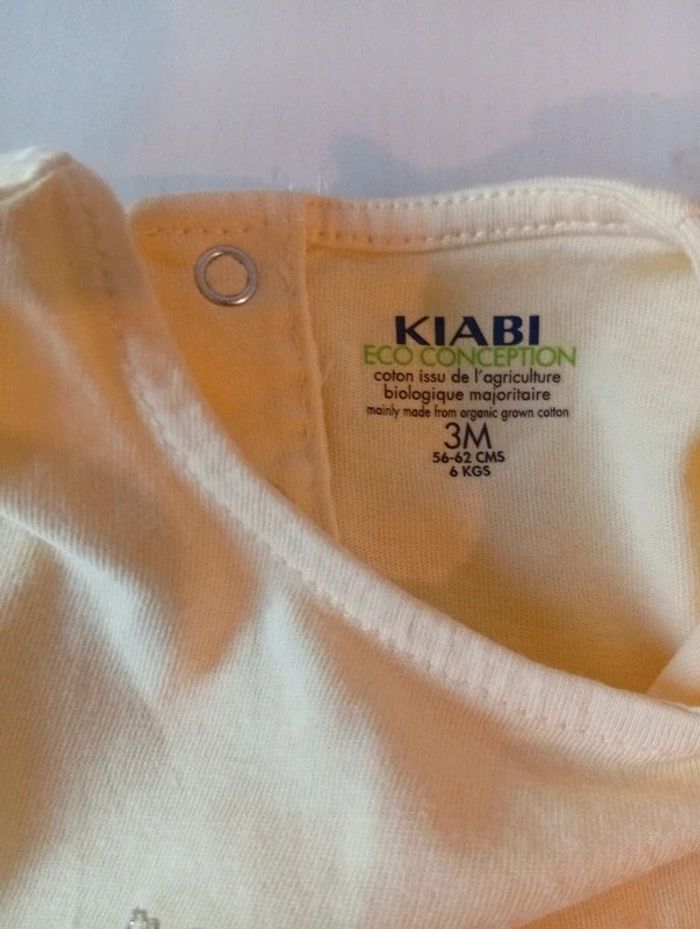 KIABI
ECO CONCEPTION
coton issu de l'agriculture
biologique majoritaire
mainly made from organic grown cotton
3M
56-62 CMS
6 KGS